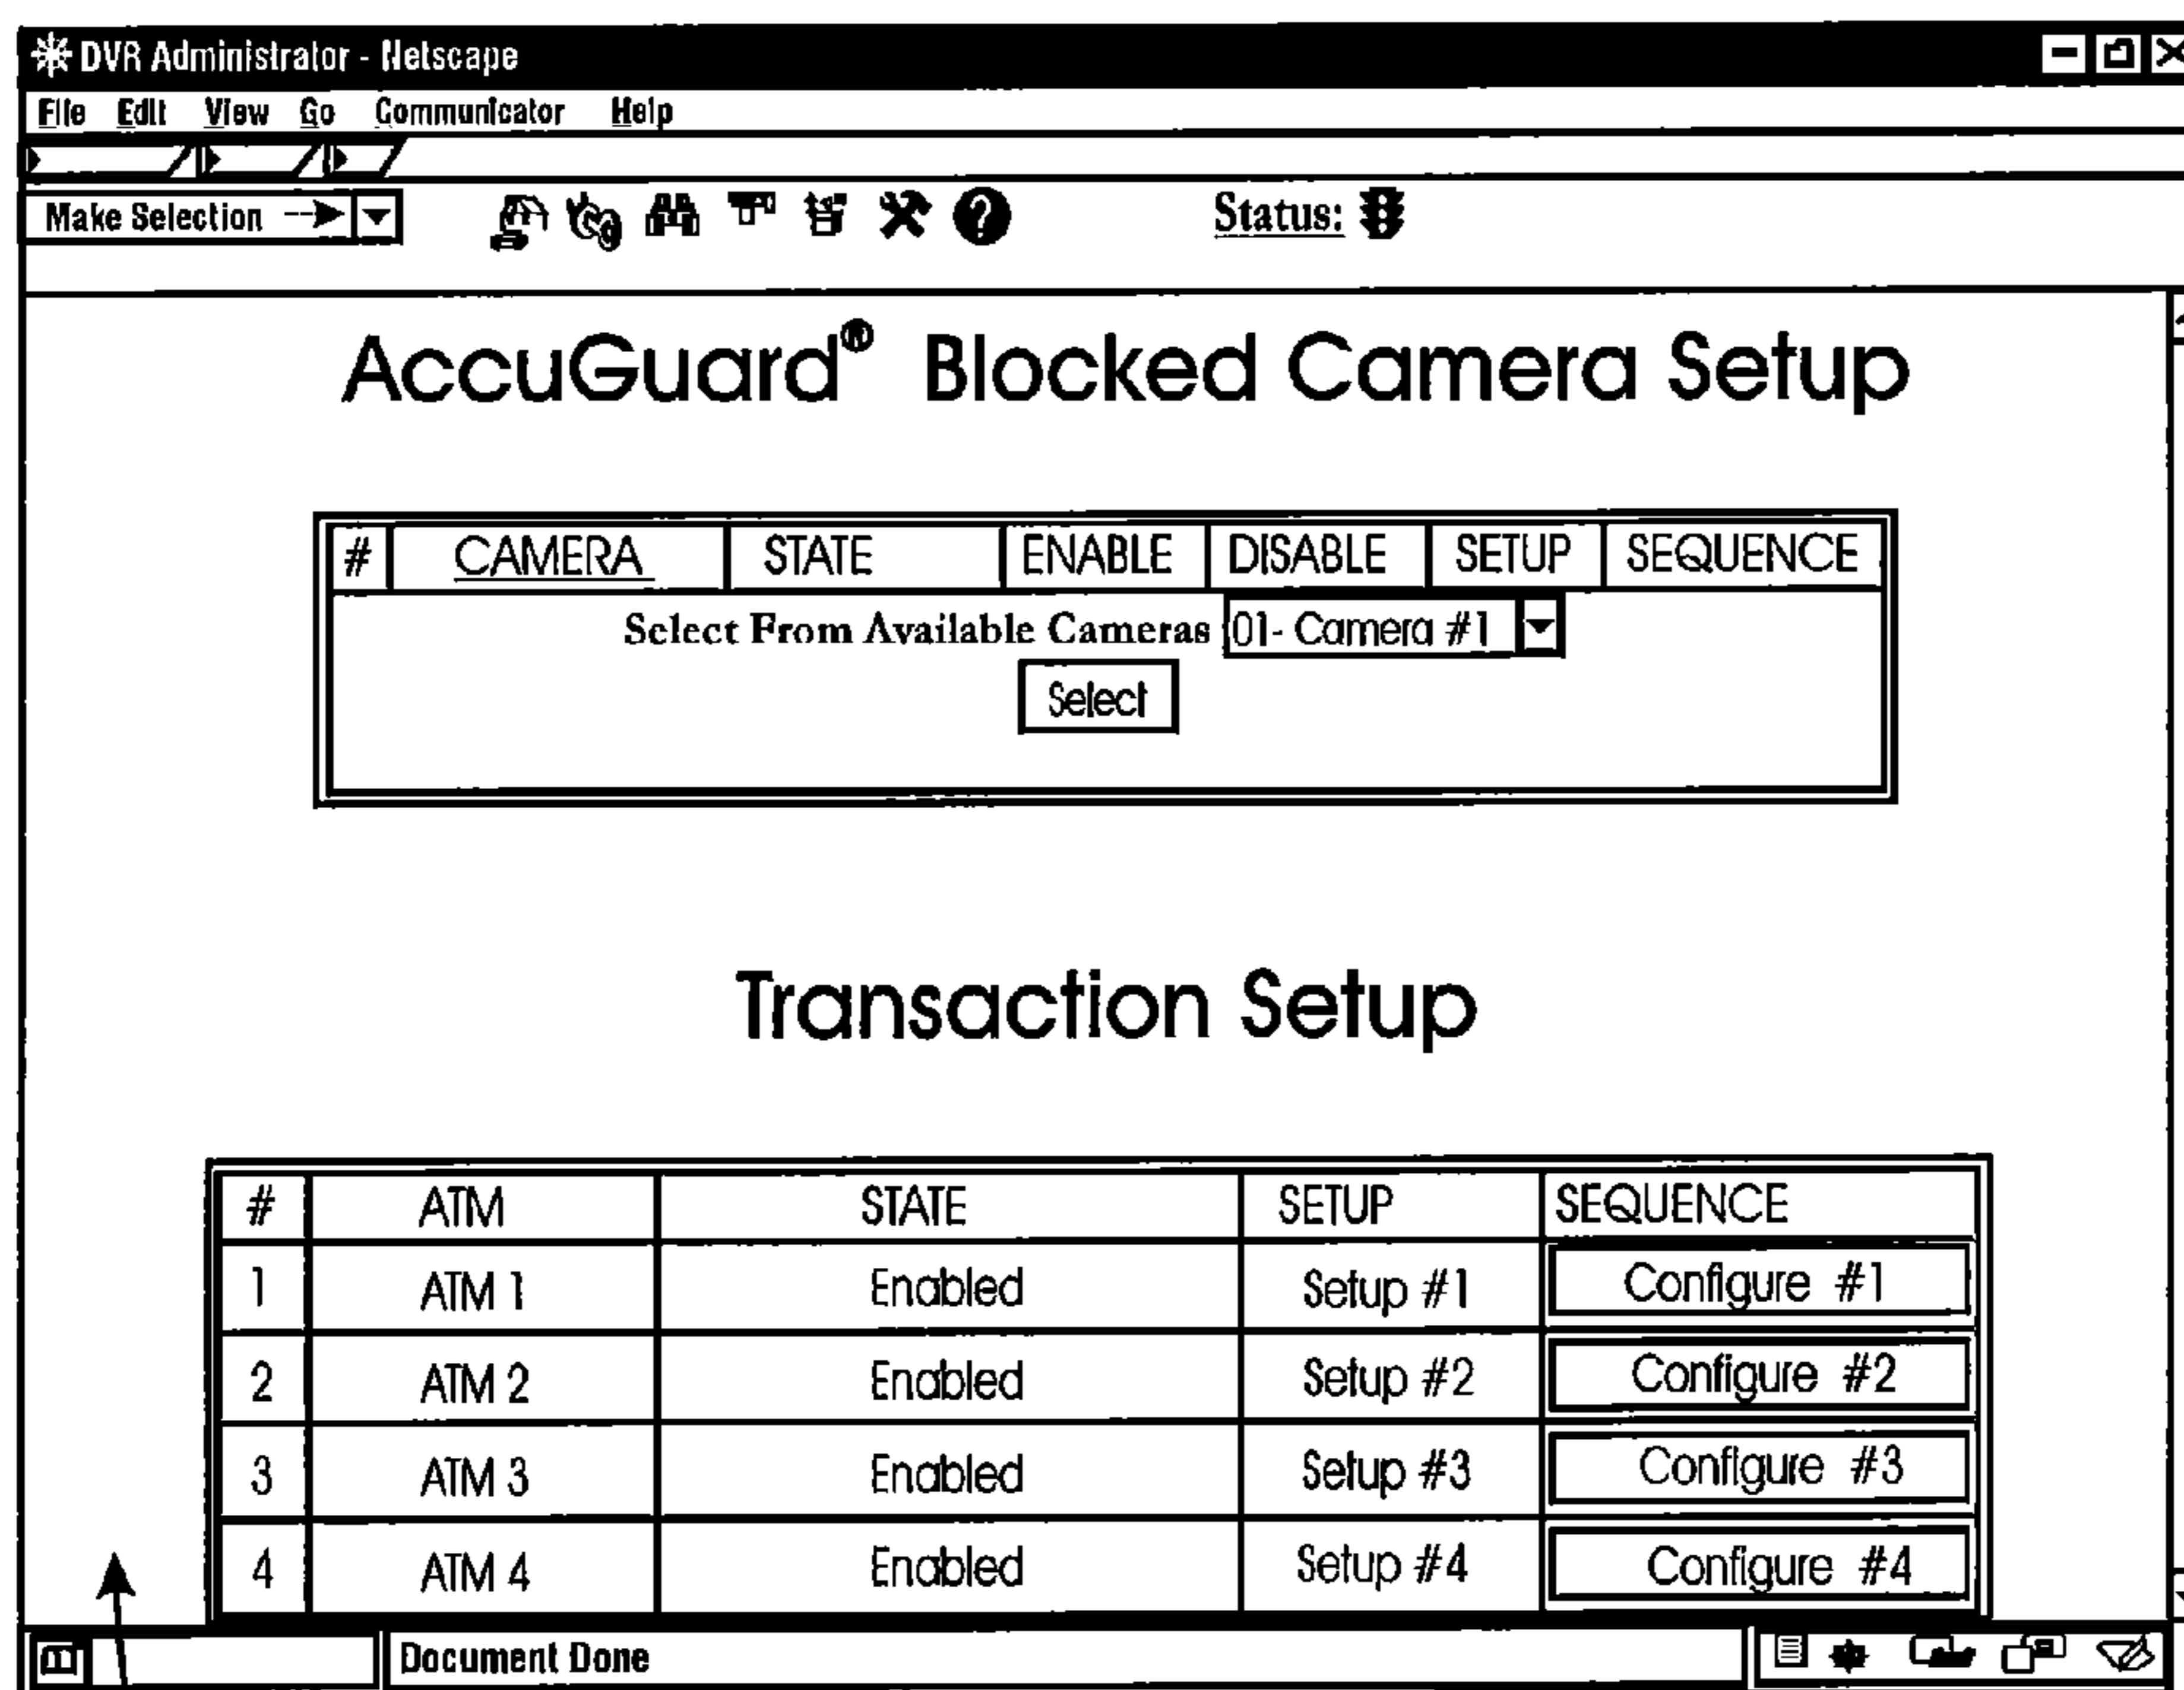 DVR Administrator - Netscape
File Edit View Go Communicator Help
Make Selection Status:
AccuGuard® Blocked Camera Setup
# CAMERA STATE ENABLE DISABLE SETUP SEQUENCE
Select From Available Cameras 01- Camera #1
Select
Transaction Setup
# ATM STATE SETUP SEQUENCE
1 ATM 1 Enabled Setup #1 Configure #1
2 ATM 2 Enabled Setup #2 Configure #2
3 ATM 3 Enabled Setup #3 Configure #3
4 ATM 4 Enabled Setup #4 Configure #4
Document Done